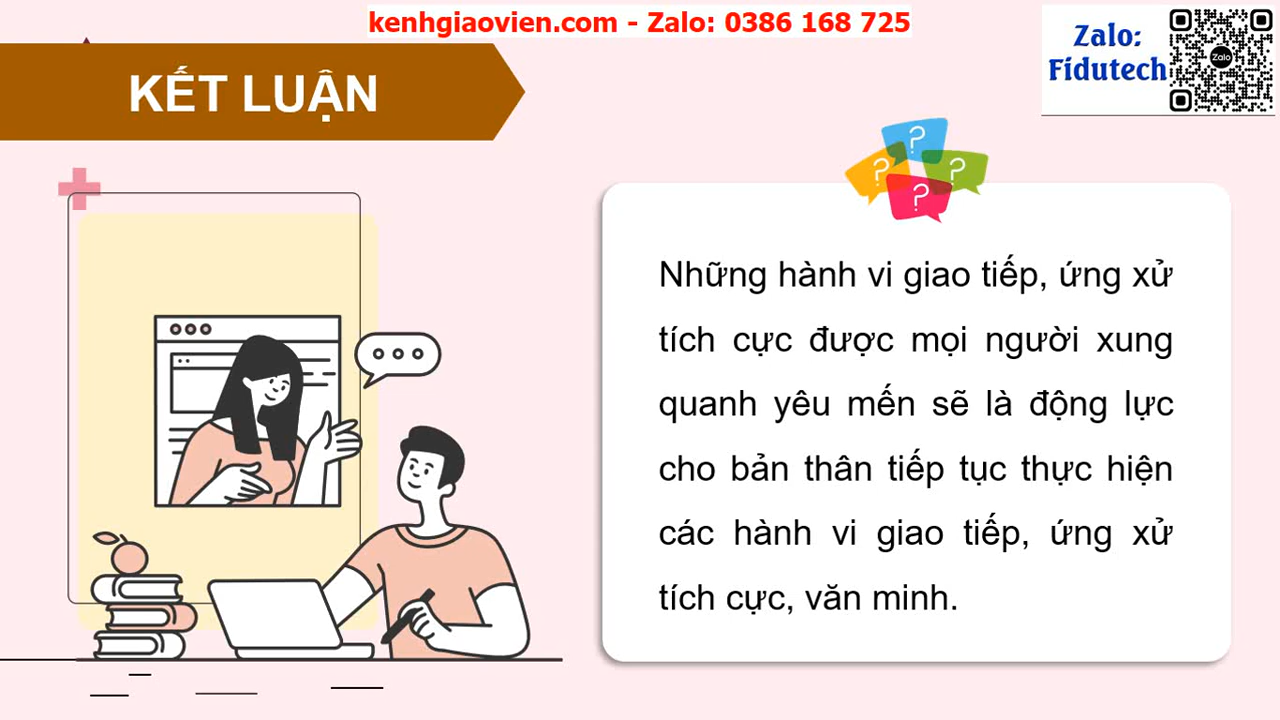 kenhgiaovien.com - Zalo: 0386 168 725
Zalo:
Fidutech
Zalo
KẾT LUẬN
? ? ? ?
Những hành vi giao tiếp, ứng xử
tích cực được mọi người xung
quanh yêu mến sẽ là động lực
cho bản thân tiếp tục thực hiện
các hành vi giao tiếp, ứng xử
tích cực, văn minh.